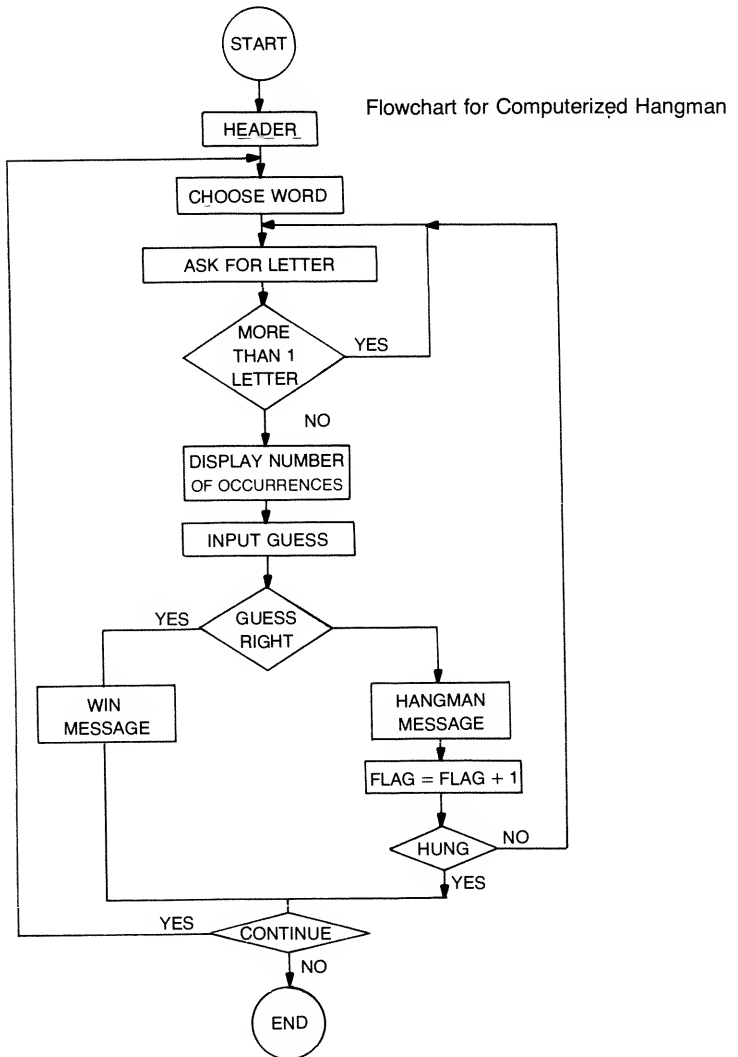 START
Flowchart for Computerized Hangman
HEADER
CHOOSE WORD
ASK FOR LETTER
MORE
THAN 1
LETTER
YES
NO
DISPLAY NUMBER
OF OCCURRENCES
INPUT GUESS
GUESS
RIGHT
YES
WIN
MESSAGE
HANGMAN
MESSAGE
FLAG = FLAG + 1
HUNG
NO
YES
CONTINUE
YES
NO
END